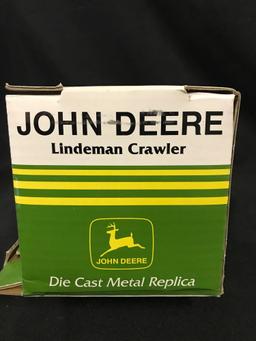 JOHN DEERE
Lindeman Crawler
JOHN DEERE
Die Cast Metal Replica